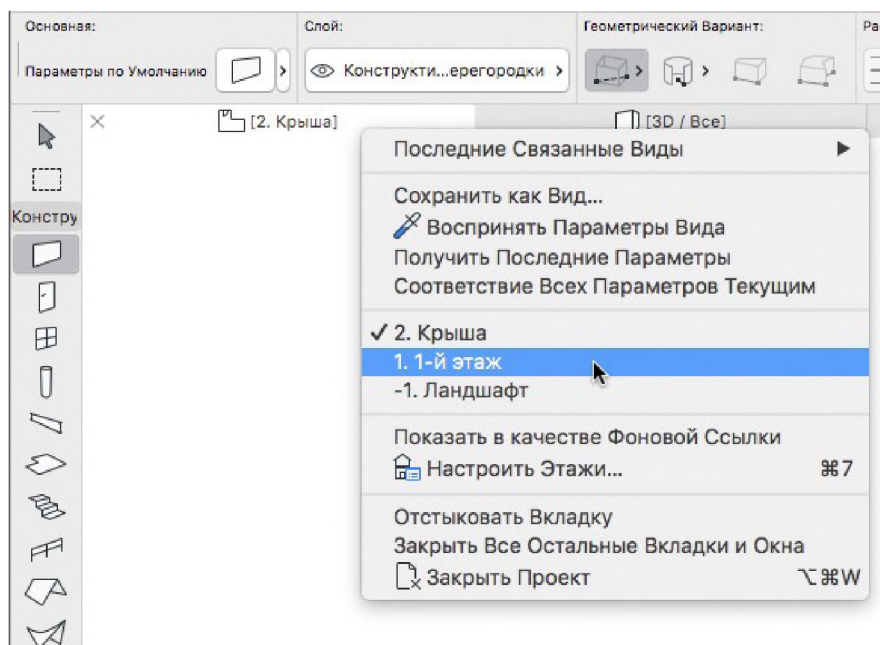 Основная:
Слой:
Геометрический Вариант:
Параметры по Умолчанию
Конструкти...ерегородки
[2. Крыша]
[3D / Все]
Констру
Последние Связанные Виды
Сохранить как Вид...
Воспринять Параметры Вида
Получить Последние Параметры
Соответствие Всех Параметров Текущим
✓ 2. Крыша
1. 1-й этаж
-1. Ландшафт
Показать в качестве Фоновой Ссылки
Настроить Этажи... ⌘7
Отстыковать Вкладку
Закрыть Все Остальные Вкладки и Окна
Закрыть Проект ⌥⌘W